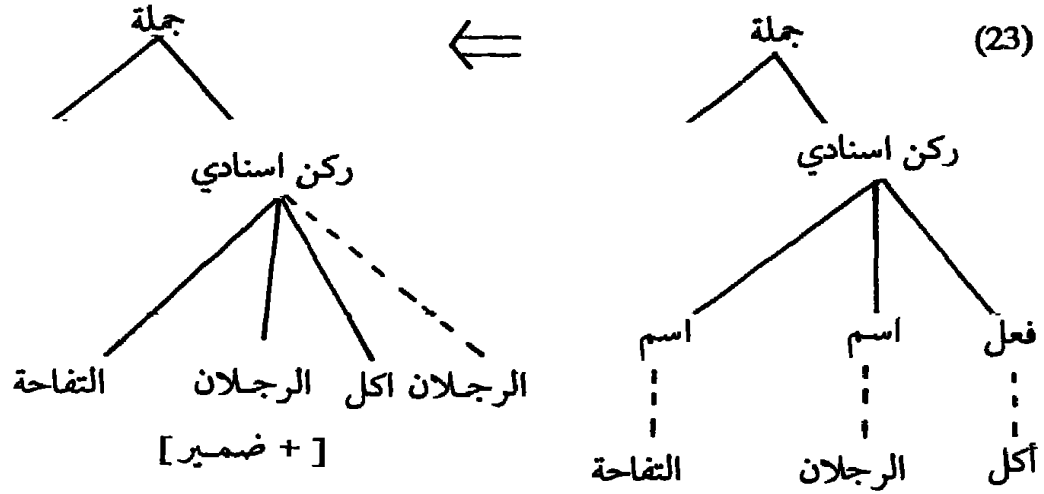 (23)
جملة
جملة
ركن اسنادي
ركن اسنادي
فعل
اسم
اسم
الرجلان اكل الرجلان التفاحة
[ + ضمير ]
أكل
الرجلان
التفاحة